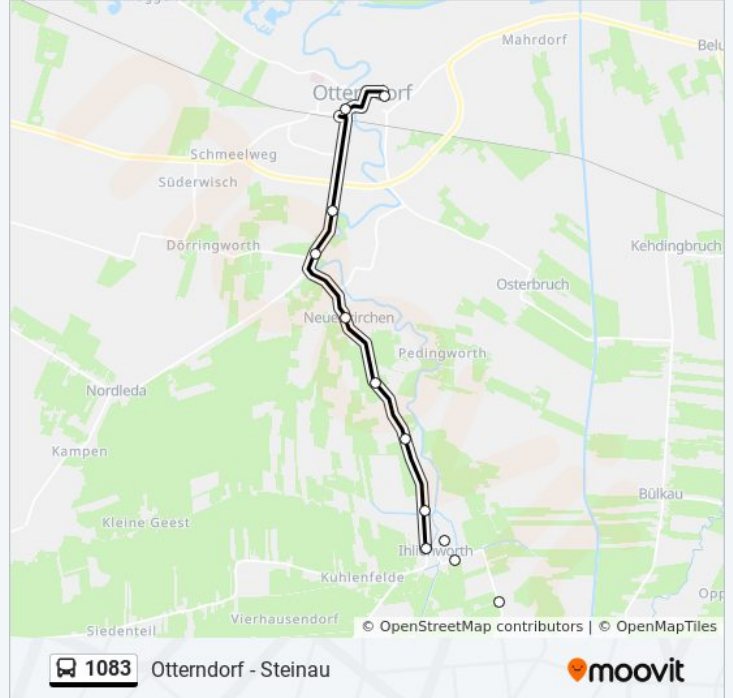 Mahrdorf
Belu
Otterndorf
Schmeelweg
Süderwisch
Dörringworth
Kehdingbruch
Osterbruch
Neuenkirchen
Pedingworth
Nordleda
Kampen
Bülkau
Kleine Geest
Ihlienworth
Kuhlenfelde
Opp
Vierhausendorf
Siedenteil
© OpenStreetMap contributors | © OpenMapTiles
1083 Otterndorf - Steinau
moovit